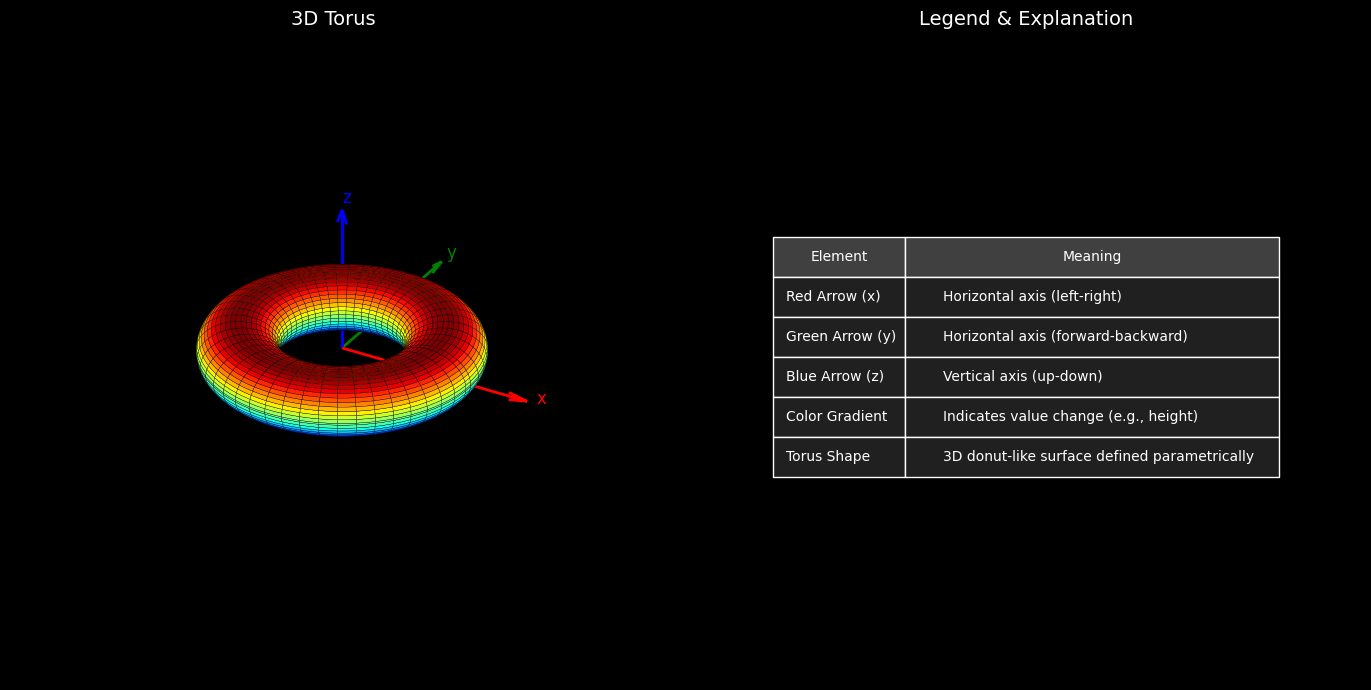 3D Torus
z
y
x
Legend & Explanation
Element Meaning
Red Arrow (x) Horizontal axis (left-right)
Green Arrow (y) Horizontal axis (forward-backward)
Blue Arrow (z) Vertical axis (up-down)
Color Gradient Indicates value change (e.g., height)
Torus Shape 3D donut-like surface defined parametrically